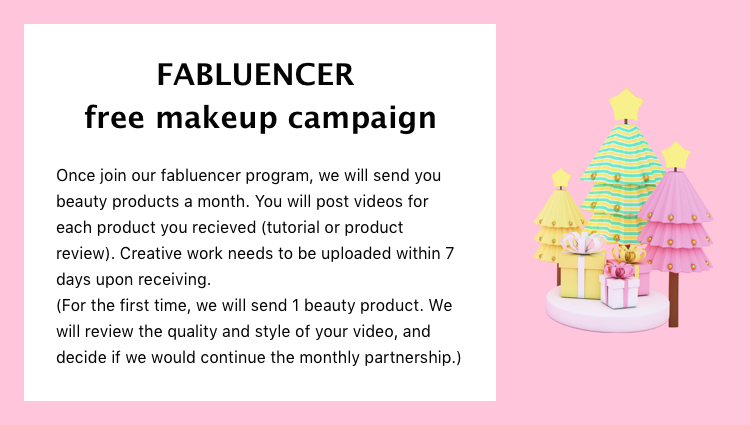 FABLUENCER
free makeup campaign
Once join our fabluencer program, we will send you
beauty products a month. You will post videos for
each product you recieved (tutorial or product
review). Creative work needs to be uploaded within 7
days upon receiving.
(For the first time, we will send 1 beauty product. We
will review the quality and style of your video, and
decide if we would continue the monthly partnership.)